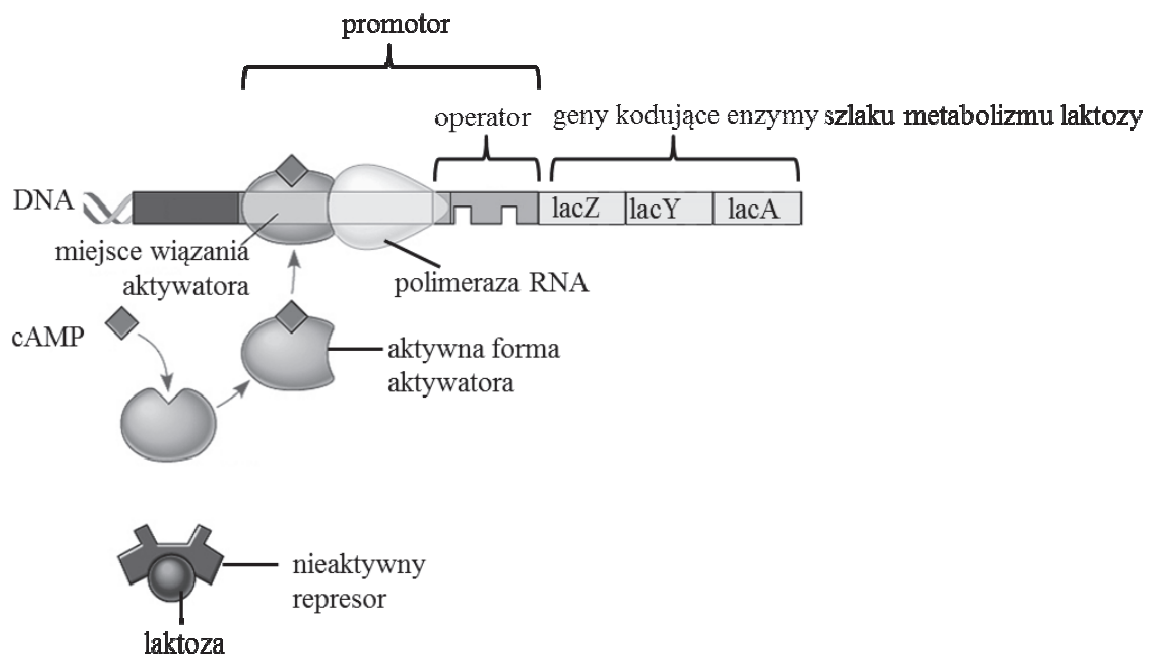 promotor
operator
geny kodujące enzymy szlaku metabolizmu laktozy
DNA
lacZ
lacY
lacA
miejsce wiązania
aktywatora
polimeraza RNA
cAMP
aktywna forma
aktywatora
nieaktywny
represor
laktoza